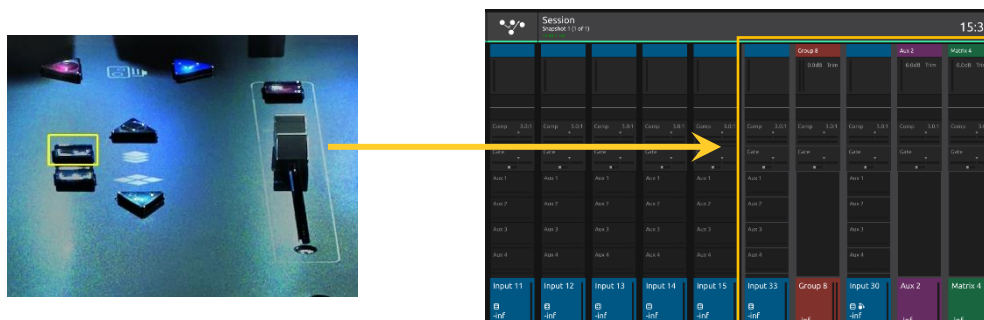 Session
Snapshot 1 (1 of 1)
15:3
Group 8 Aux 2 Matrix 4
0.0dB Trim 0.0dB Trim 0.0dB Trim
Comp 3.0:1 Comp 3.0:1 Comp 3.0:1 Comp 3.0:1 Comp 3.0:1 Comp 3.0:1 Comp 3.0:1 Comp 3.0:1 Comp 3.0:1 Comp 3.0:1
Gate Gate Gate Gate Gate Gate Gate Gate Gate Gate
Aux 1 Aux 1 Aux 1 Aux 1 Aux 1 Aux 1 Aux 1
Aux 2 Aux 2 Aux 2 Aux 2 Aux 2 Aux 2 Aux 2
Aux 3 Aux 3 Aux 3 Aux 3 Aux 3 Aux 3 Aux 3
Aux 4 Aux 4 Aux 4 Aux 4 Aux 4 Aux 4 Aux 4
Input 11 Input 12 Input 13 Input 14 Input 15 Input 33 Group 8 Input 30 Aux 2 Matrix 4
-inf -inf -inf -inf -inf -inf -inf -inf -inf -inf